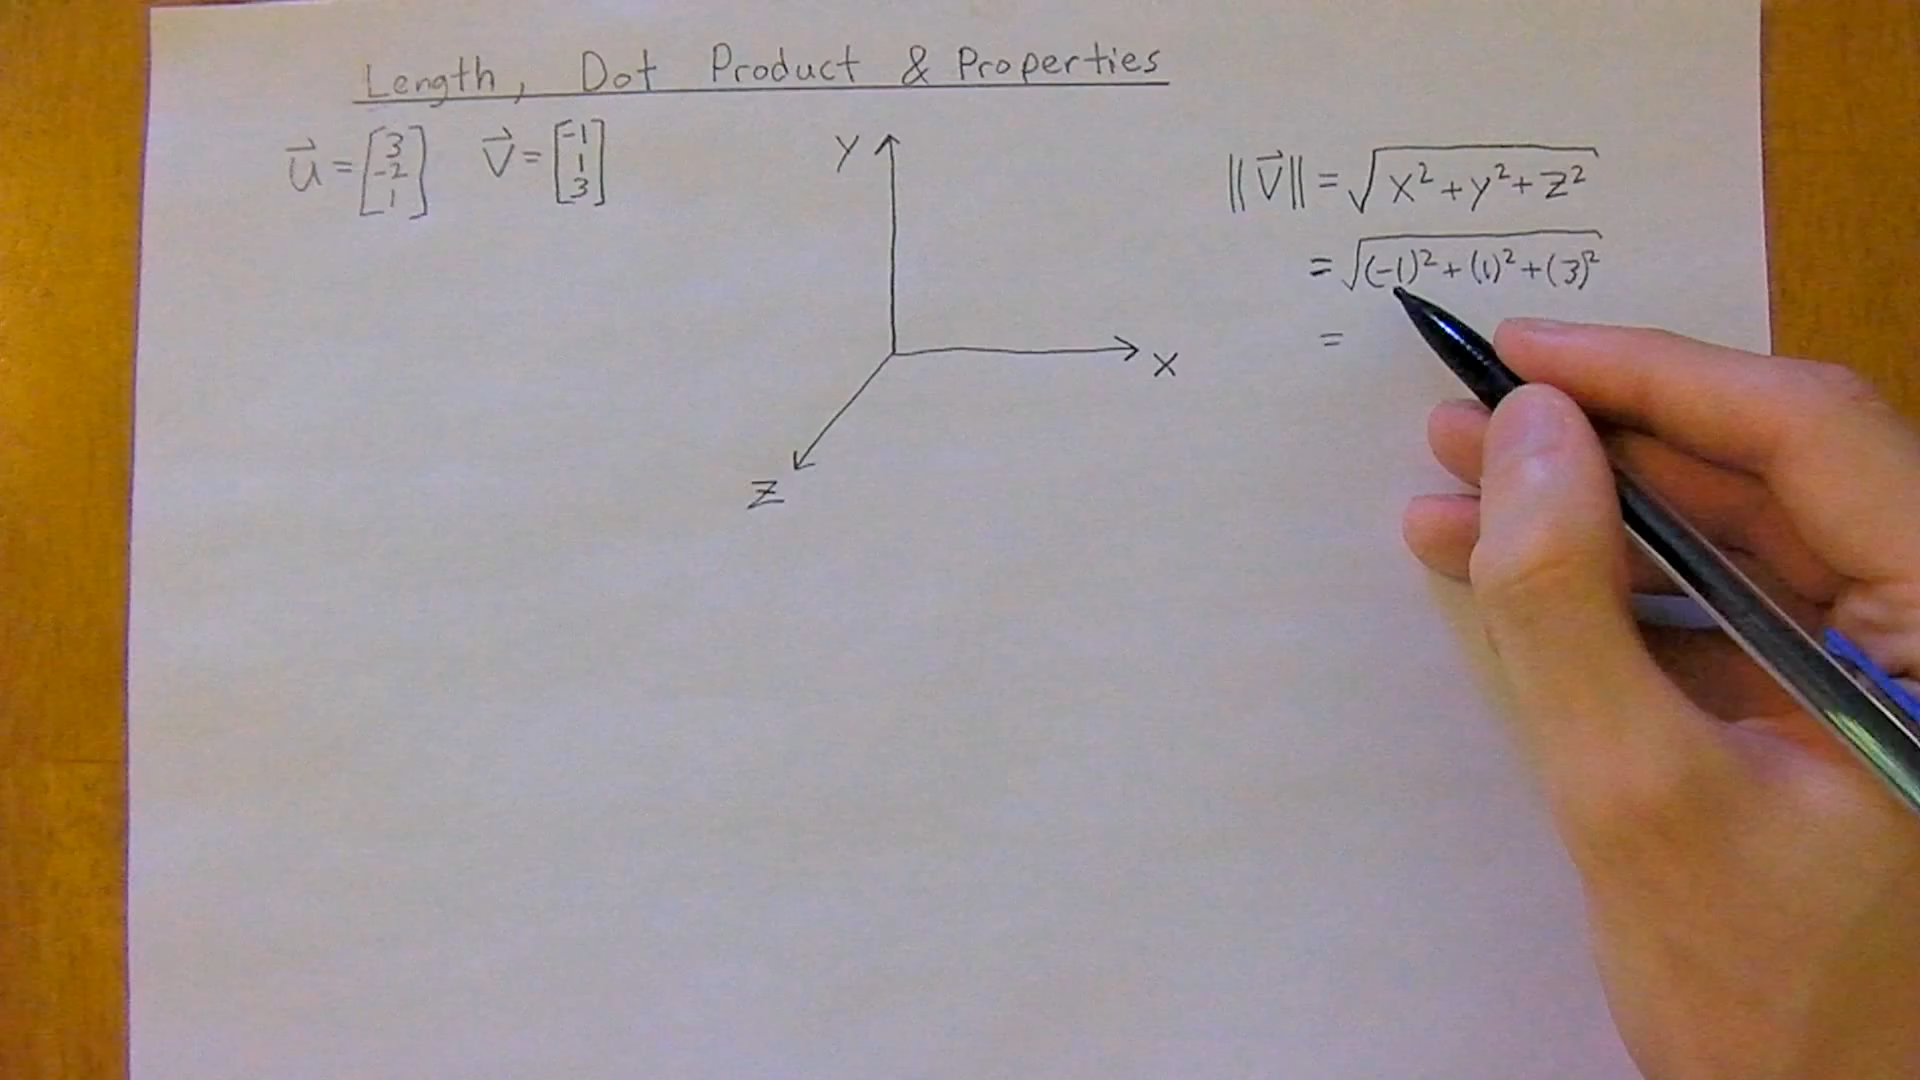 Length, Dot Product & Properties
u⃗ = [3 -2 1] v⃗ = [-1 1 3]
Y
X
Z
||v⃗|| = √(x² + y² + z²)
= √((-1)² + (1)² + (3)²)
=